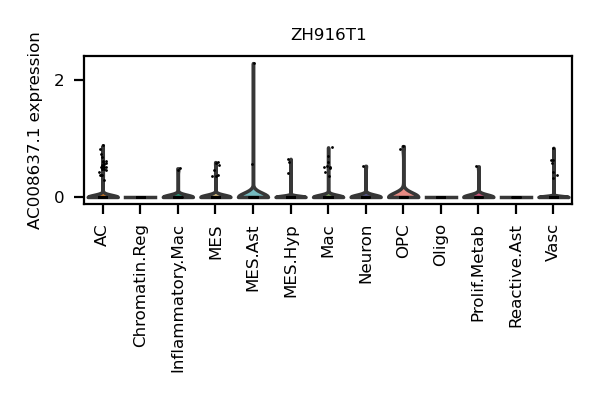 ZH916T1
AC008637.1 expression
2
0
AC
Chromatin.Reg
Inflammatory.Mac
MES
MES.Ast
MES.Hyp
Mac
Neuron
OPC
Oligo
Prolif.Metab
Reactive.Ast
Vasc